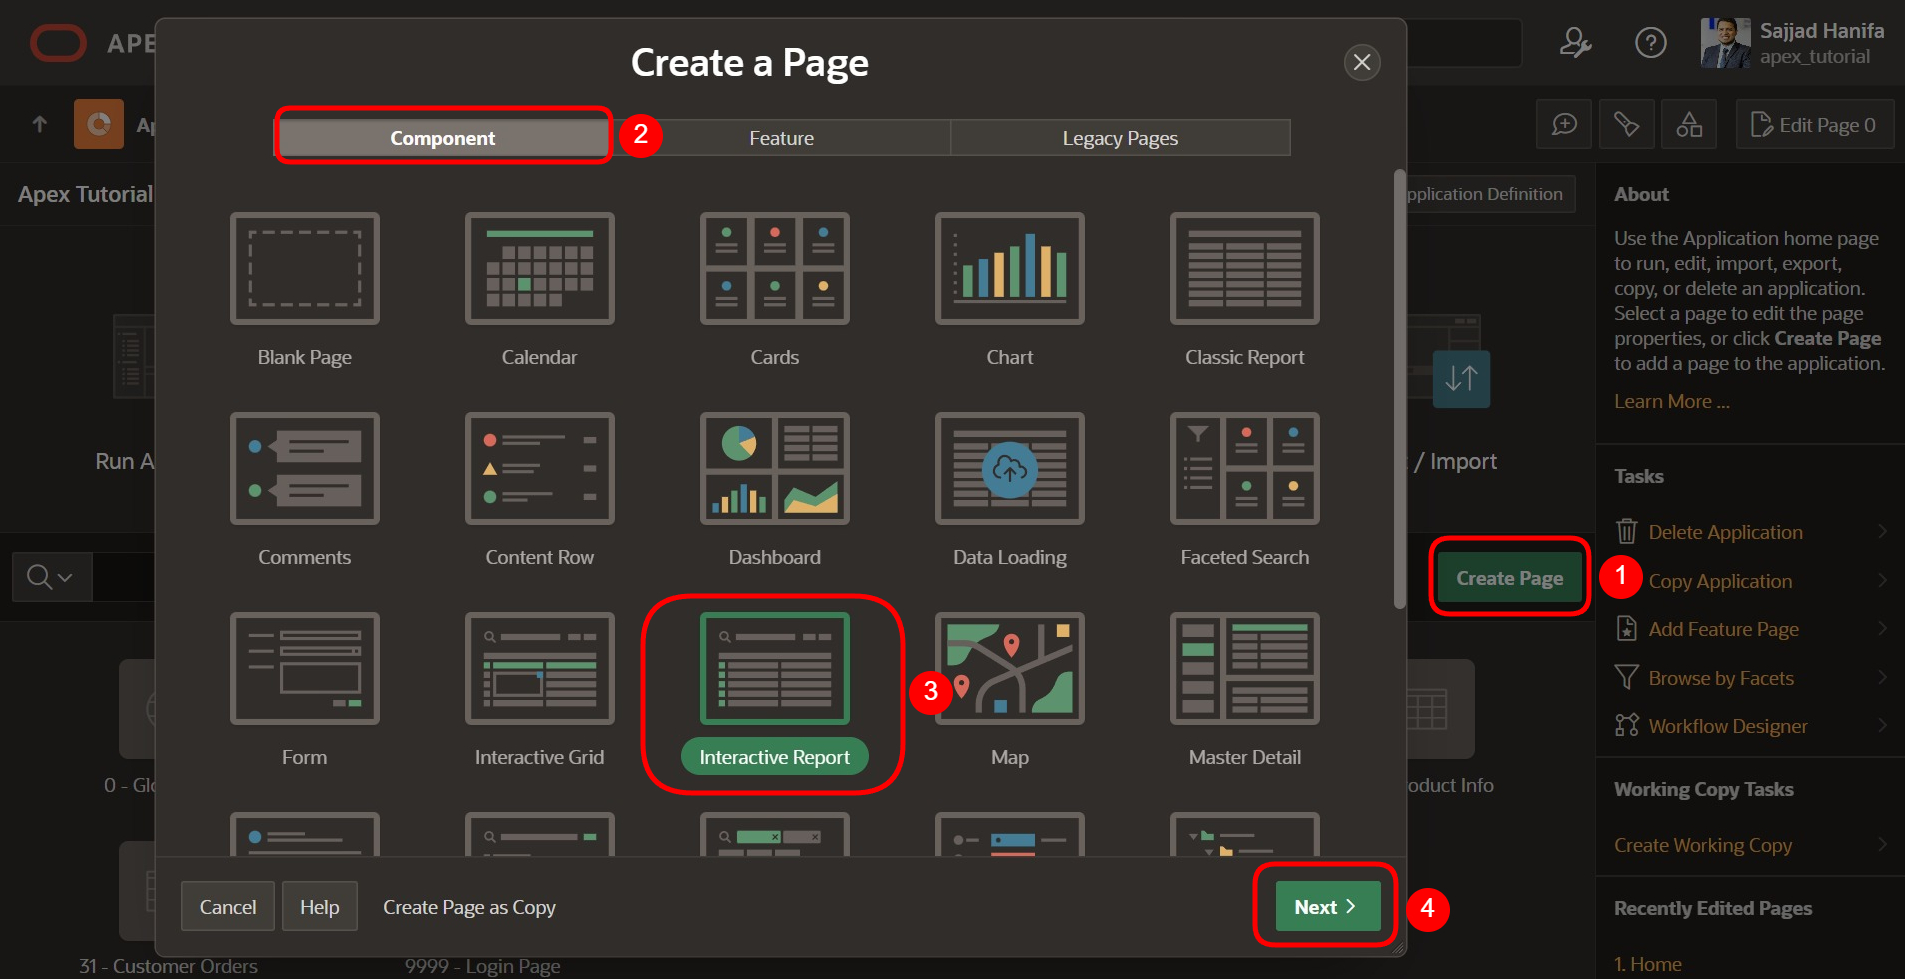 APE
Sajjad Hanifa
apex_tutorial
Ap
Edit Page 0
Apex Tutorial
pplication Definition
Create a Page
Component
2
Feature
Legacy Pages
Blank Page
Calendar
Cards
Chart
Classic Report
Comments
Content Row
Dashboard
Data Loading
Faceted Search
Form
Interactive Grid
Interactive Report
3
Map
Master Detail
Cancel
Help
Create Page as Copy
Next
4
Run A
/ Import
Create Page
1
0 - Glo
oduct Info
31 - Customer Orders
9999 - Login Page
About
Use the Application home page
to run, edit, import, export,
copy, or delete an application.
Select a page to edit the page
properties, or click Create Page
to add a page to the application.
Learn More ...
Tasks
Delete Application
Copy Application
Add Feature Page
Browse by Facets
Workflow Designer
Working Copy Tasks
Create Working Copy
Recently Edited Pages
1. Home